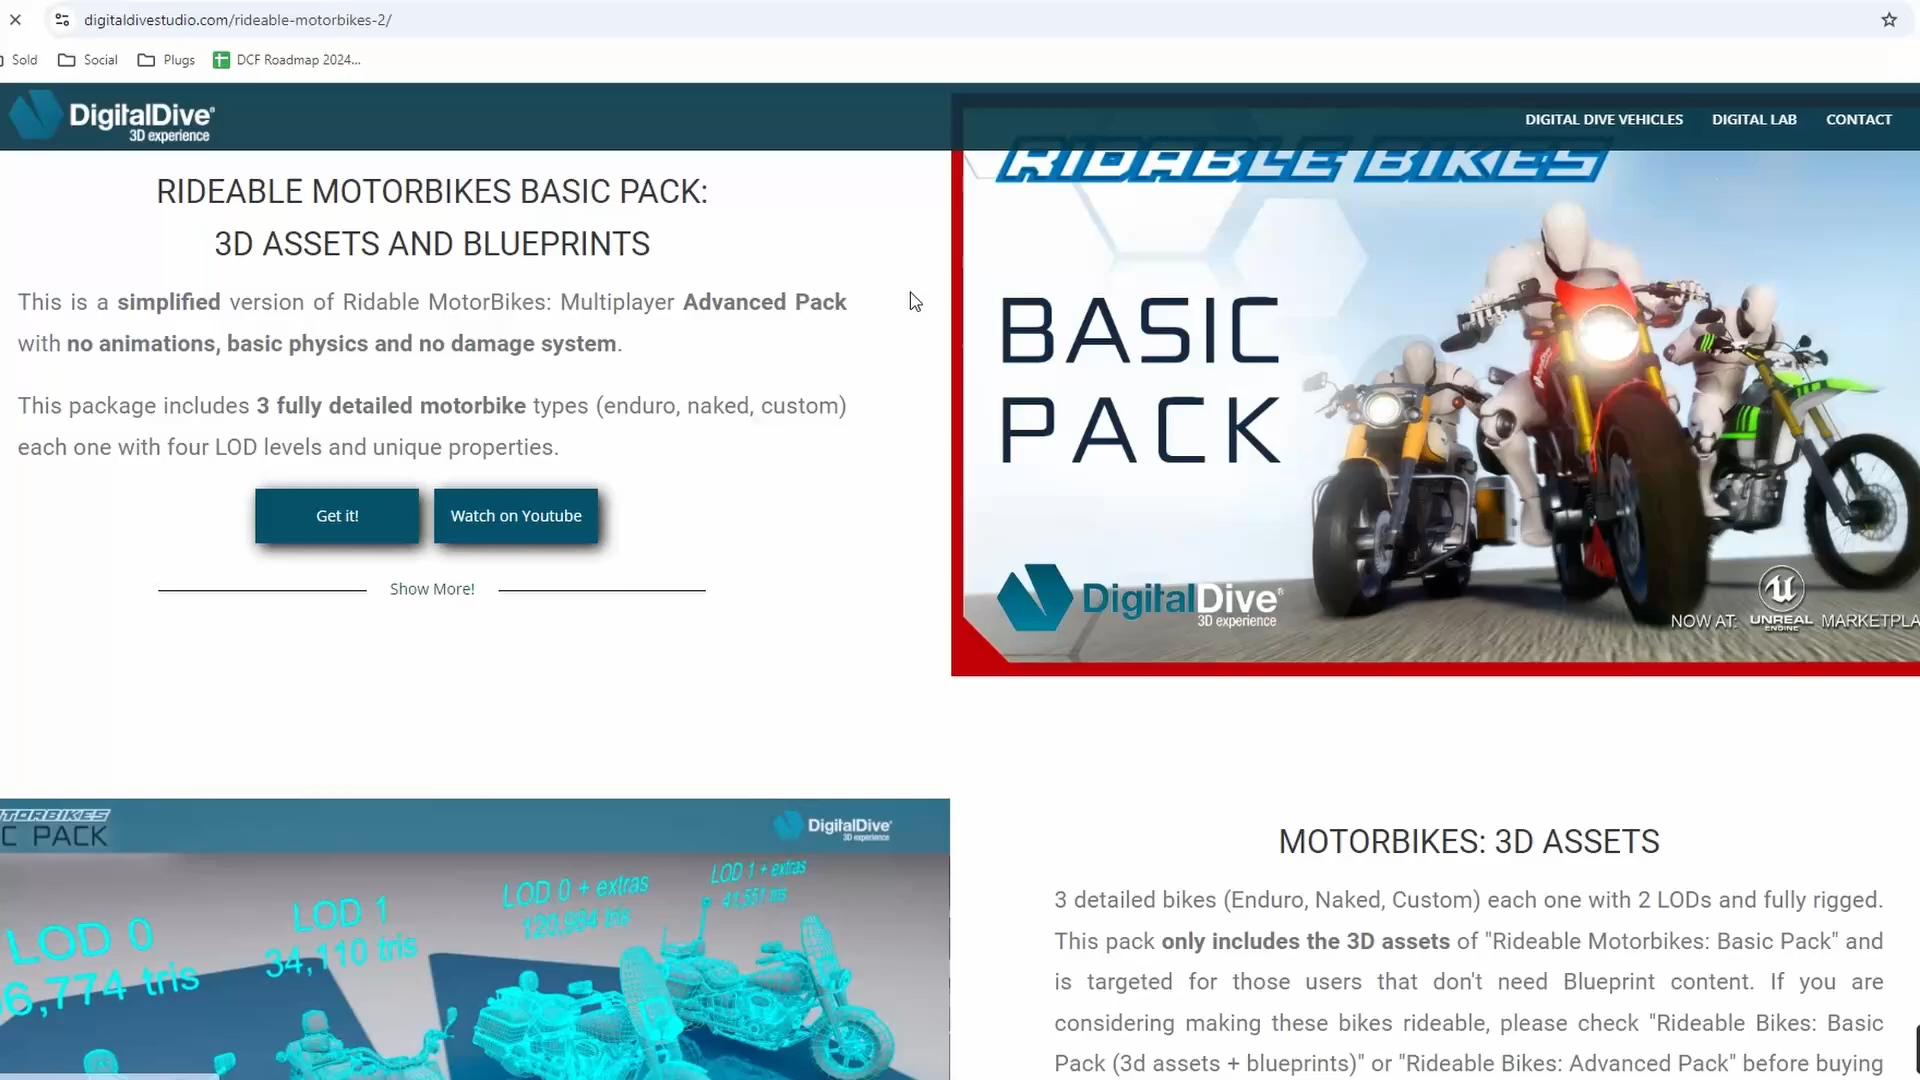 digitaldivestudio.com/rideable-motorbikes-2/
Sold
Social
Plugs
DCF Roadmap 2024...
DigitalDive®
3D experience
DIGITAL DIVE VEHICLES
DIGITAL LAB
CONTACT
RIDEABLE MOTORBIKES BASIC PACK:
3D ASSETS AND BLUEPRINTS
This is a simplified version of Ridable MotorBikes: Multiplayer Advanced Pack
with no animations, basic physics and no damage system.
This package includes 3 fully detailed motorbike types (enduro, naked, custom)
each one with four LOD levels and unique properties.
Get it!
Watch on Youtube
Show More!
RIDABLE BIKES
BASIC
PACK
DigitalDive®
3D experience
NOW AT:
UNREAL
ENGINE
MARKETPLA
TORBIKES
C PACK
DigitalDive®
3D experience
LOD 0
6,774 tris
LOD 1
34,110 tris
LOD 0 + extras
120,984 tris
LOD 1 + extras
41,551 tris
MOTORBIKES: 3D ASSETS
3 detailed bikes (Enduro, Naked, Custom) each one with 2 LODs and fully rigged.
This pack only includes the 3D assets of "Rideable Motorbikes: Basic Pack" and
is targeted for those users that don't need Blueprint content. If you are
considering making these bikes rideable, please check "Rideable Bikes: Basic
Pack (3d assets + blueprints)" or "Rideable Bikes: Advanced Pack" before buying